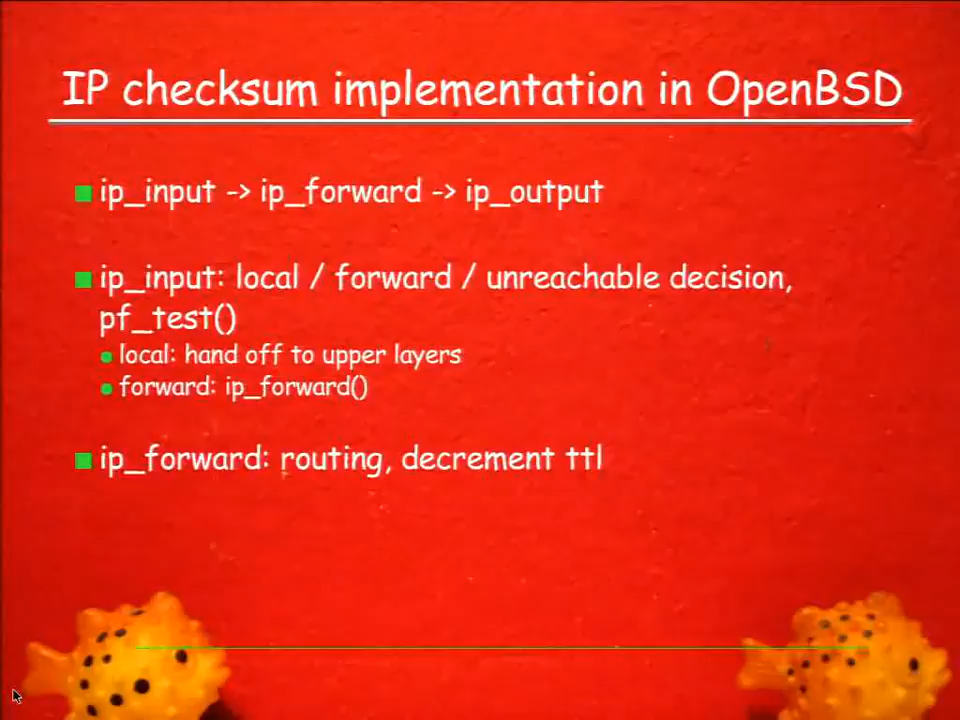 IP checksum implementation in OpenBSD
ip_input -> ip_forward -> ip_output
ip_input: local / forward / unreachable decision,
pf_test()
local: hand off to upper layers
forward: ip_forward()
ip_forward: routing, decrement ttl